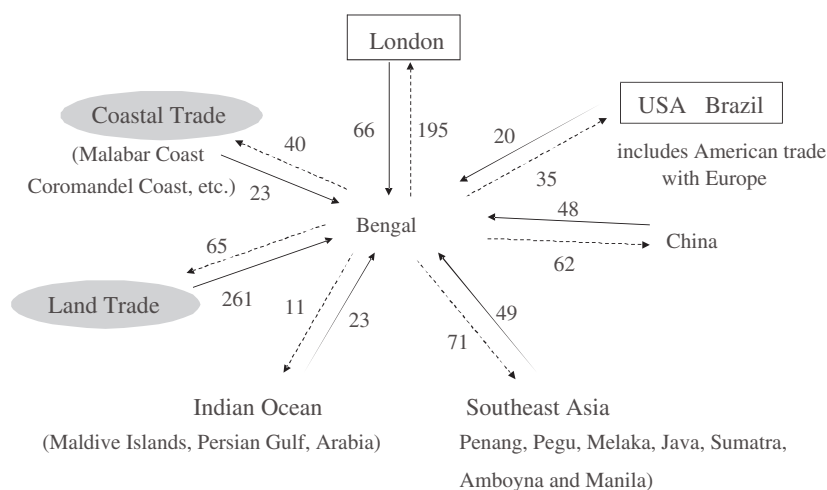 London
Coastal Trade
USA Brazil
66
195
20
40
(Malabar Coast
includes American trade
35
with Europe
Coromandel Coast, etc.)
23
48
Bengal
China
65
62
Land Trade
261
11
23
71
49
Indian Ocean
Southeast Asia
(Maldive Islands, Persian Gulf, Arabia)
Penang, Pegu, Melaka, Java, Sumatra,
Amboyna and Manila)